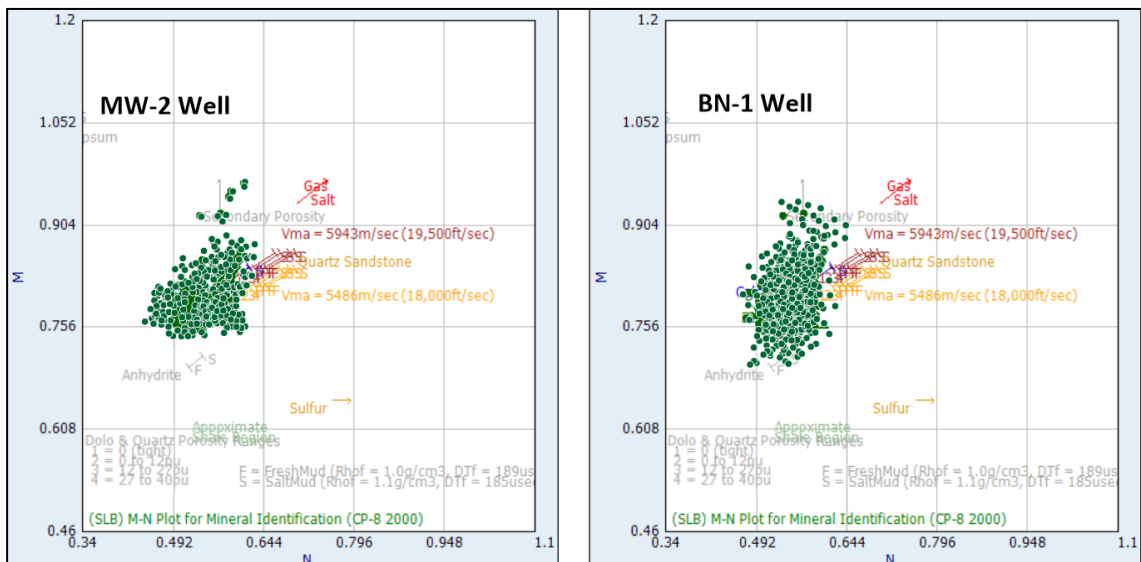 MW-2 Well
1.2
1.052
0.904
0.756
0.608
0.46
M
0.34
0.492
0.644
0.796
0.948
1.1
N
S
psum
Gas
Salt
Secondary Porosity
Vma = 5943m/sec (19,500ft/sec)
Quartz Sandstone
Vma = 5486m/sec (18,000ft/sec)
S
F
Anhydrite
Sulfur
Appoximate
Shale Region
Dolo & Quartz Porosity Ranges
1 = 0 (tight)
2 = 0 to 12pu
3 = 12 to 27pu
4 = 27 to 40pu
F = FreshMud (Rhof = 1.0g/cm3, DTf = 189us
S = SaltMud (Rhof = 1.1g/cm3, DTf = 185usec
(SLB) M-N Plot for Mineral Identification (CP-8 2000)
BN-1 Well
1.2
1.052
0.904
0.756
0.608
0.46
M
0.34
0.492
0.644
0.796
0.948
1.1
N
S
psum
Gas
Salt
Secondary Porosity
Vma = 5943m/sec (19,500ft/sec)
Quartz Sandstone
Vma = 5486m/sec (18,000ft/sec)
Anhydrite
F
Sulfur
Appoximate
Shale Region
Dolo & Quartz Porosity Ranges
1 = 0 (tight)
2 = 0 to 12pu
3 = 12 to 27pu
4 = 27 to 40pu
F = FreshMud (Rhof = 1.0g/cm3, DTf = 189us
S = SaltMud (Rhof = 1.1g/cm3, DTf = 185usec
(SLB) M-N Plot for Mineral Identification (CP-8 2000)